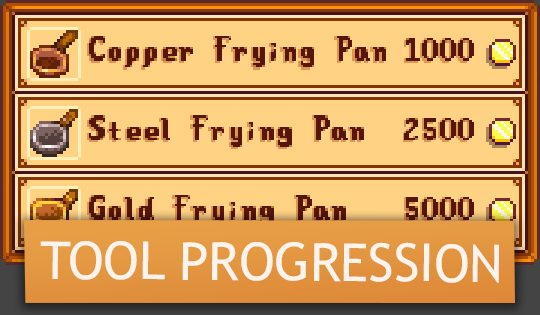 Copper Frying Pan 1000
Steel Frying Pan 2500
Gold Frying Pan 5000
TOOL PROGRESSION